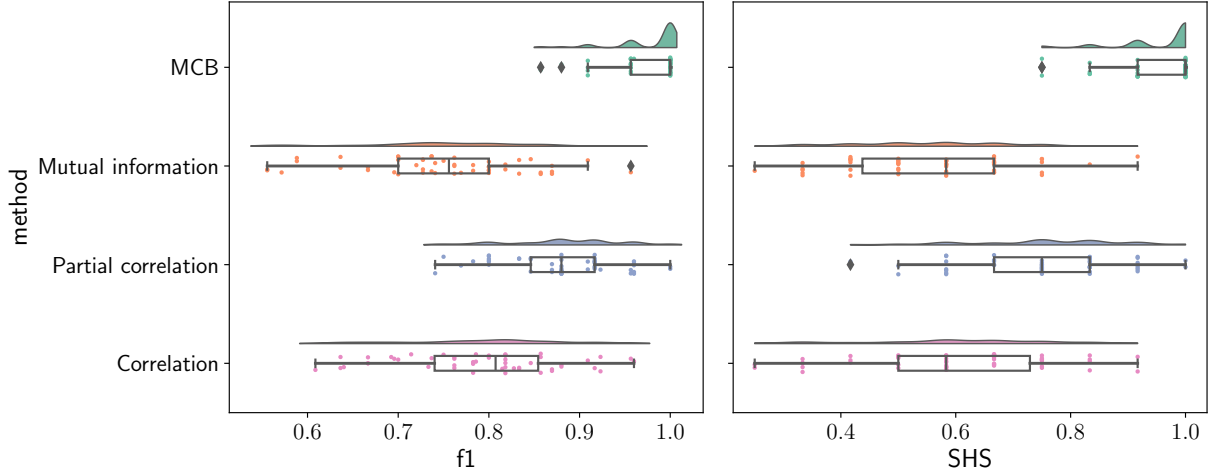 method
MCB
Mutual information
Partial correlation
Correlation
0.6 0.7 0.8 0.9 1.0
f1
0.4 0.6 0.8 1.0
SHS